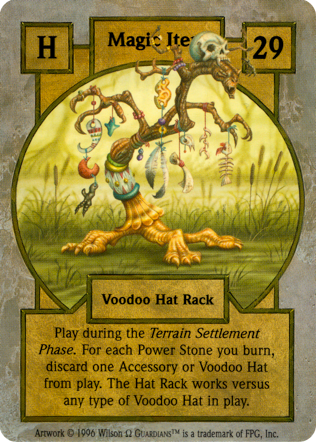 H
Magic Ite
29
Voodoo Hat Rack
Play during the Terrain Settlement
Phase. For each Power Stone you burn,
discard one Accessory or Voodoo Hat
from play. The Hat Rack works versus
any type of Voodoo Hat in play.
Artwork © 1996 Wilson Ω GUARDIANS™ is a trademark of FPG, Inc.